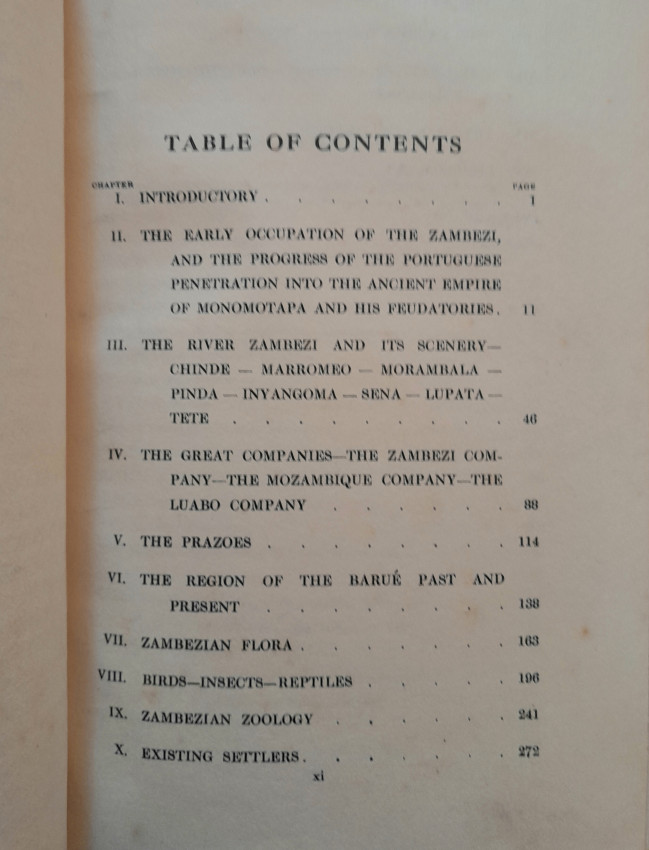 TABLE OF CONTENTS
CHAPTER PAGE
I. INTRODUCTORY . . . . . . . 1
II. THE EARLY OCCUPATION OF THE ZAMBEZI,
AND THE PROGRESS OF THE PORTUGUESE
PENETRATION INTO THE ANCIENT EMPIRE
OF MONOMOTAPA AND HIS FEUDATORIES. 11
III. THE RIVER ZAMBEZI AND ITS SCENERY—
CHINDE — MARROMEO — MORAMBALA —
PINDA — INYANGOMA — SENA — LUPATA —
TETE . . . . . . . . . 46
IV. THE GREAT COMPANIES—THE ZAMBEZI COM-
PANY—THE MOZAMBIQUE COMPANY—THE
LUABO COMPANY . . . . . . 88
V. THE PRAZOES . . . . . . . 114
VI. THE REGION OF THE BARUÉ PAST AND
PRESENT . . . . . . . 138
VII. ZAMBEZIAN FLORA . . . . . . 163
VIII. BIRDS—INSECTS—REPTILES . . . . . 196
IX. ZAMBEZIAN ZOOLOGY . . . . . . 241
X. EXISTING SETTLERS . . . . . . 272
xi